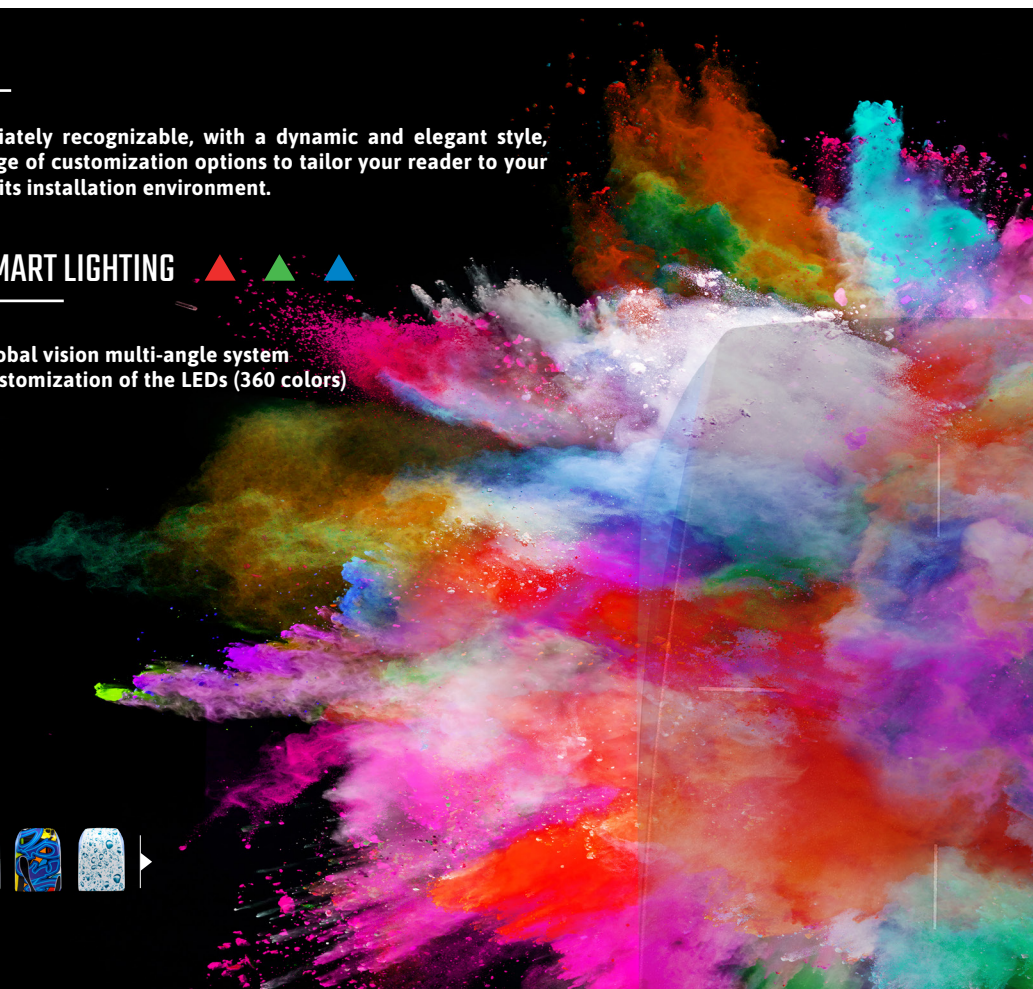 iately recognizable, with a dynamic and elegant style,
ge of customization options to tailor your reader to your
its installation environment.
MART LIGHTING
obal vision multi-angle system
stomization of the LEDs (360 colors)